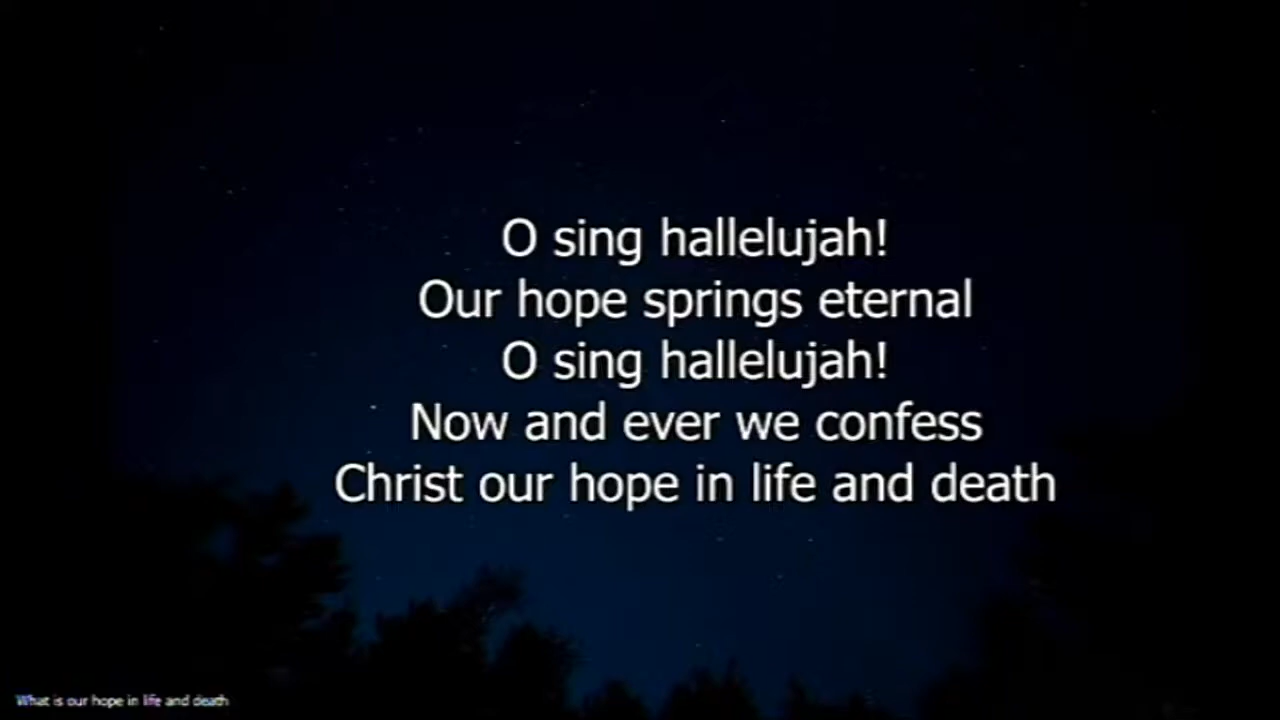 O sing hallelujah!
Our hope springs eternal
O sing hallelujah!
Now and ever we confess
Christ our hope in life and death
What is our hope in life and death